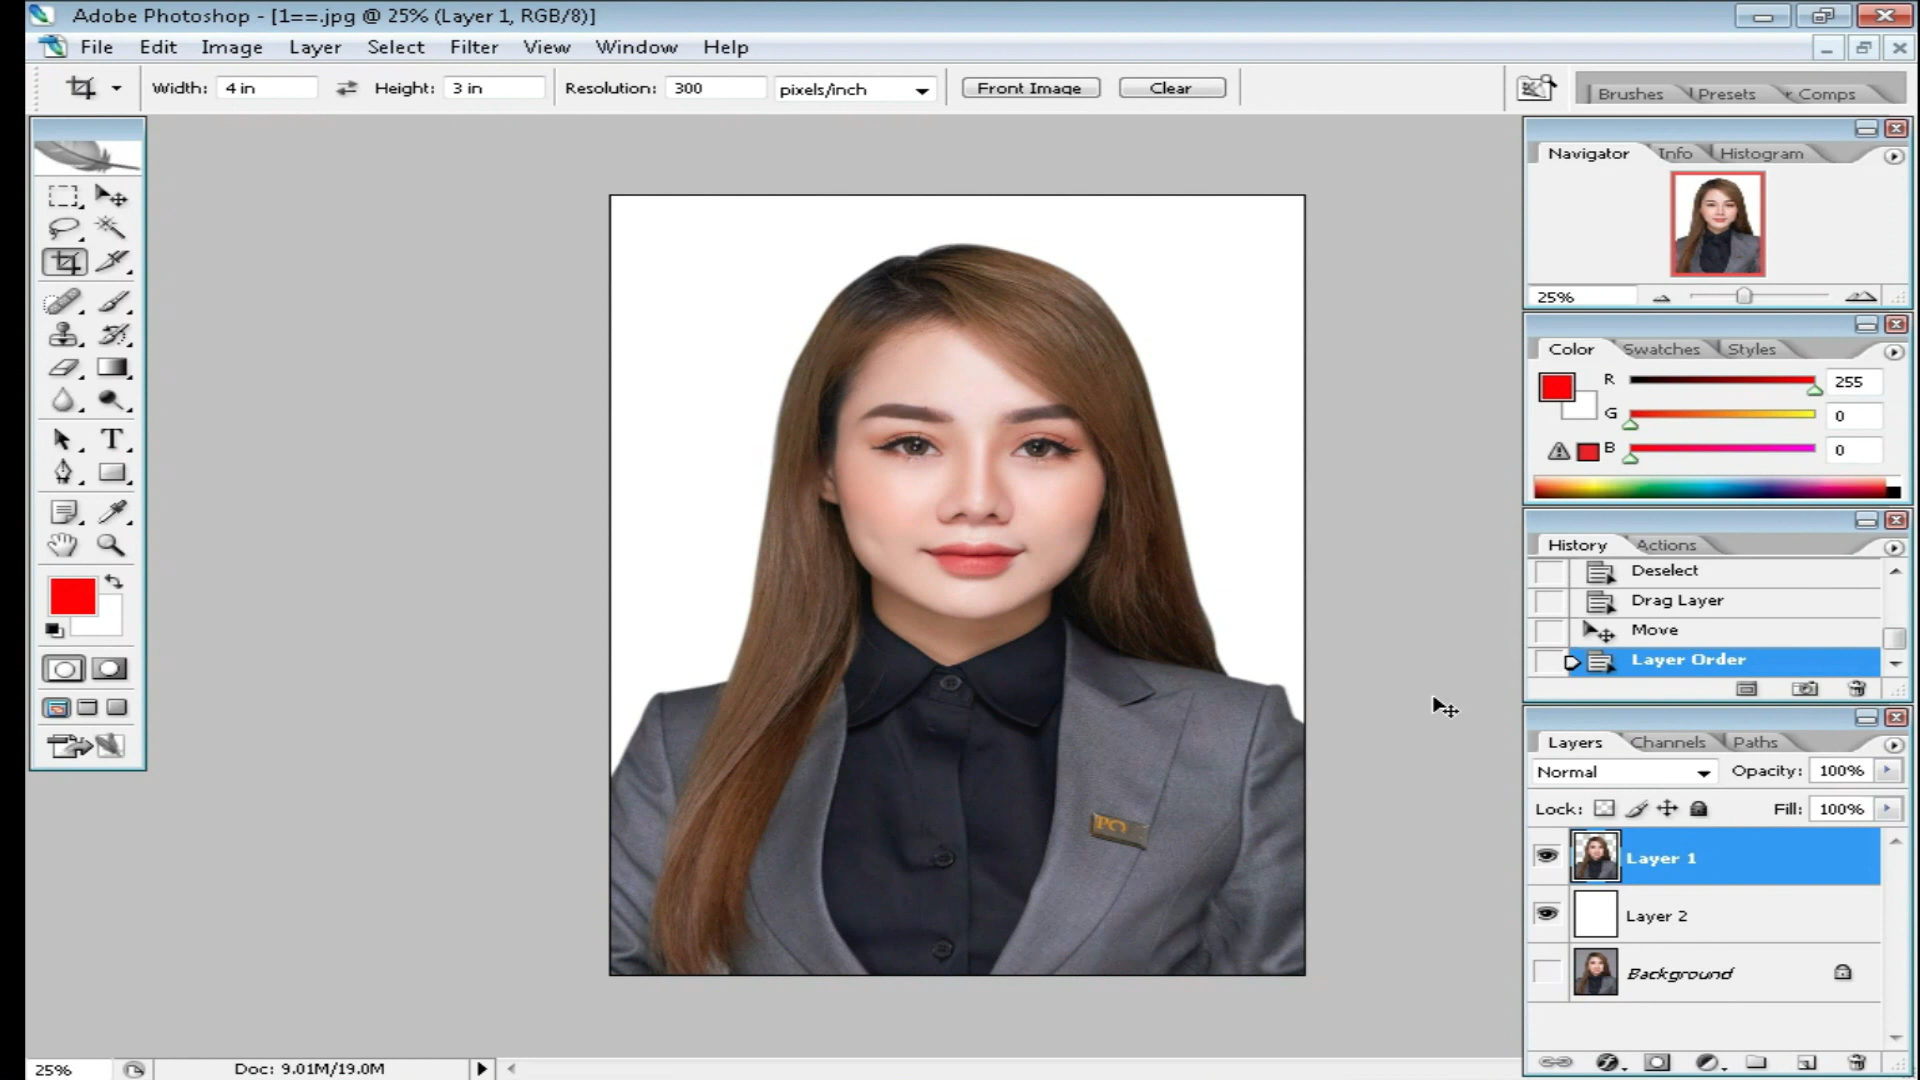 Adobe Photoshop - [1==.jpg @ 25% (Layer 1, RGB/8)]
File Edit Image Layer Select Filter View Window Help
Width: 4 in Height: 3 in Resolution: 300 pixels/inch Front Image Clear
Brushes Presets Comps
Navigator Info Histogram
25%
Color Swatches Styles
R 255
G 0
B 0
History Actions
Deselect
Drag Layer
Move
Layer Order
Layers Channels Paths
Normal Opacity: 100%
Lock: Fill: 100%
Layer 1
Layer 2
Background
T
25% Doc: 9.01M/19.0M